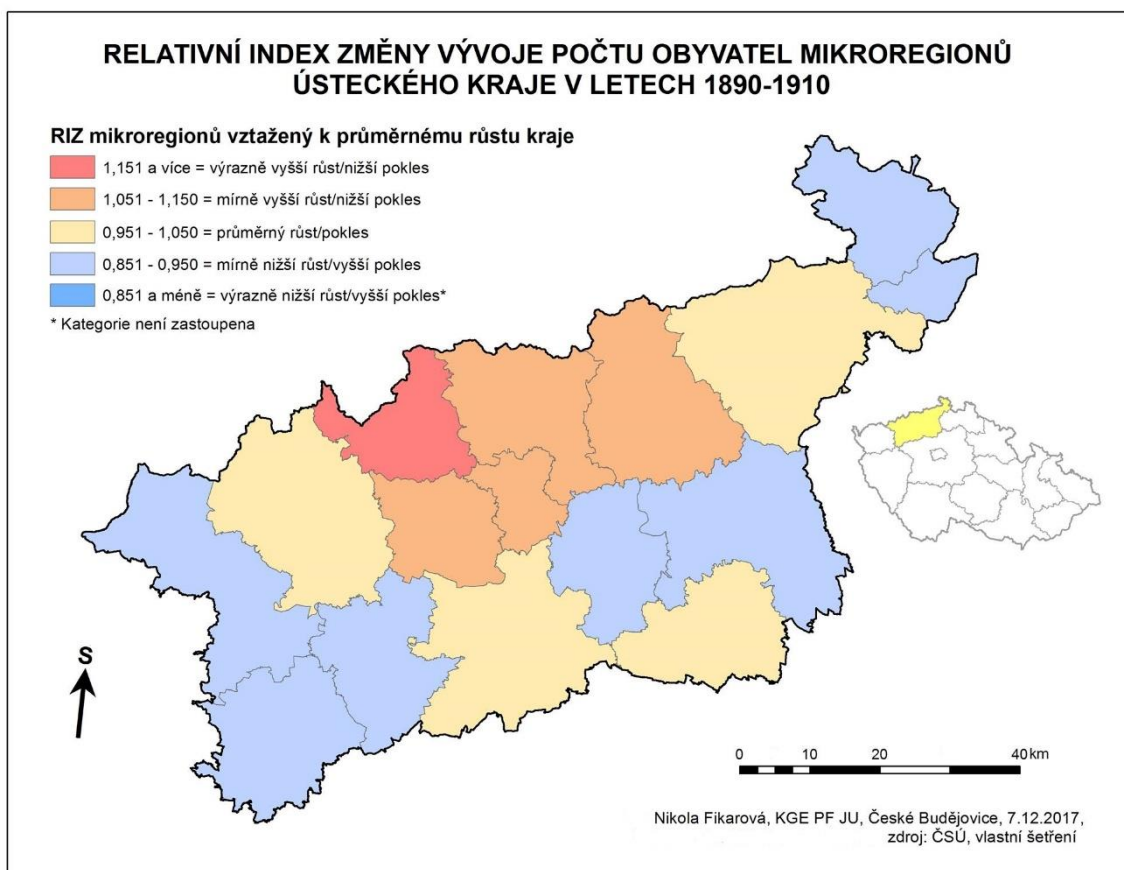 RELATIVNÍ INDEX ZMĚNY VÝVOJE POČTU OBYVATEL MIKROREGIONŮ
ÚSTECKÉHO KRAJE V LETECH 1890-1910
RIZ mikroregionů vztažený k průměrnému růstu kraje
1,151 a více = výrazně vyšší růst/nižší pokles
1,051 - 1,150 = mírně vyšší růst/nižší pokles
0,951 - 1,050 = průměrný růst/pokles
0,851 - 0,950 = mírně nižší růst/vyšší pokles
0,851 a méně = výrazně nižší růst/vyšší pokles*
* Kategorie není zastoupena
S
0 10 20 40 km
Nikola Fikarová, KGE PF JU, České Budějovice, 7.12.2017,
zdroj: ČSÚ, vlastní šetření